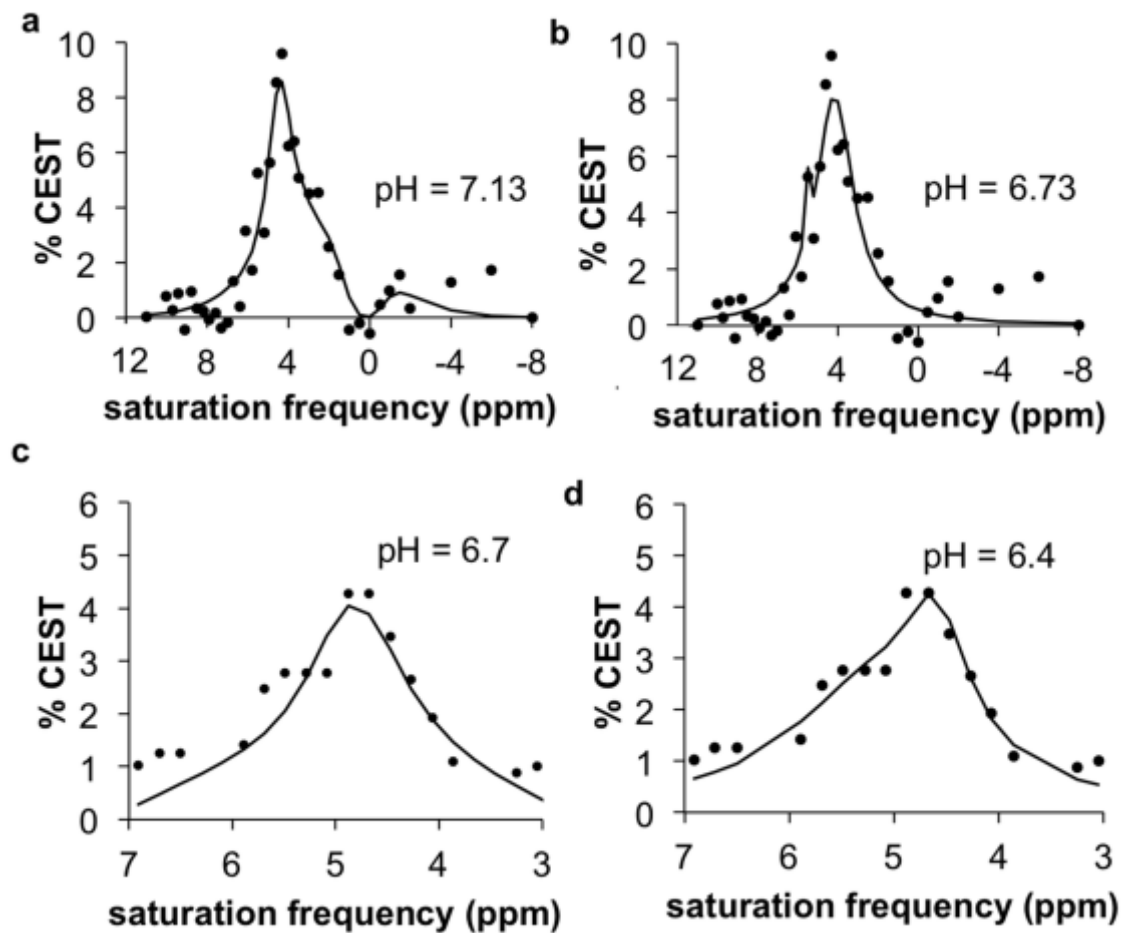 a
10
8
6
4
2
0
% CEST
pH = 7.13
12 8 4 0 -4 -8
saturation frequency (ppm)
b
10
8
6
4
2
0
% CEST
pH = 6.73
12 8 4 0 -4 -8
saturation frequency (ppm)
c
6
5
4
3
2
1
0
% CEST
pH = 6.7
7 6 5 4 3
saturation frequency (ppm)
d
6
5
4
3
2
1
0
% CEST
pH = 6.4
7 6 5 4 3
saturation frequency (ppm)